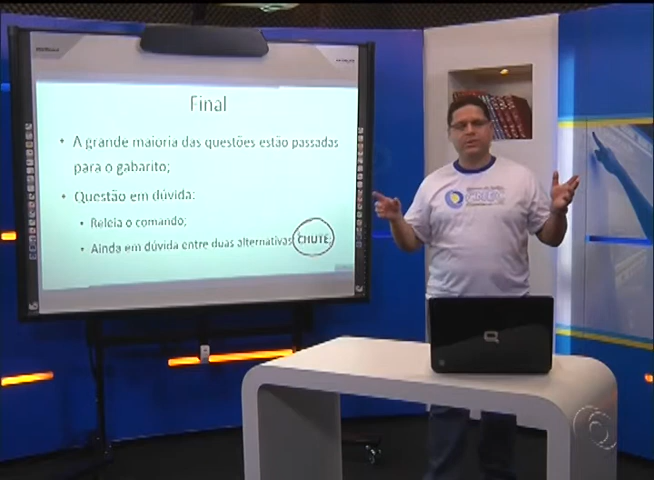 Final
• A grande maioria das questões estão passadas
para o gabarito;
• Questão em dúvida:
• Releia o comando;
• Ainda em dúvida entre duas alternativas CHUTE.